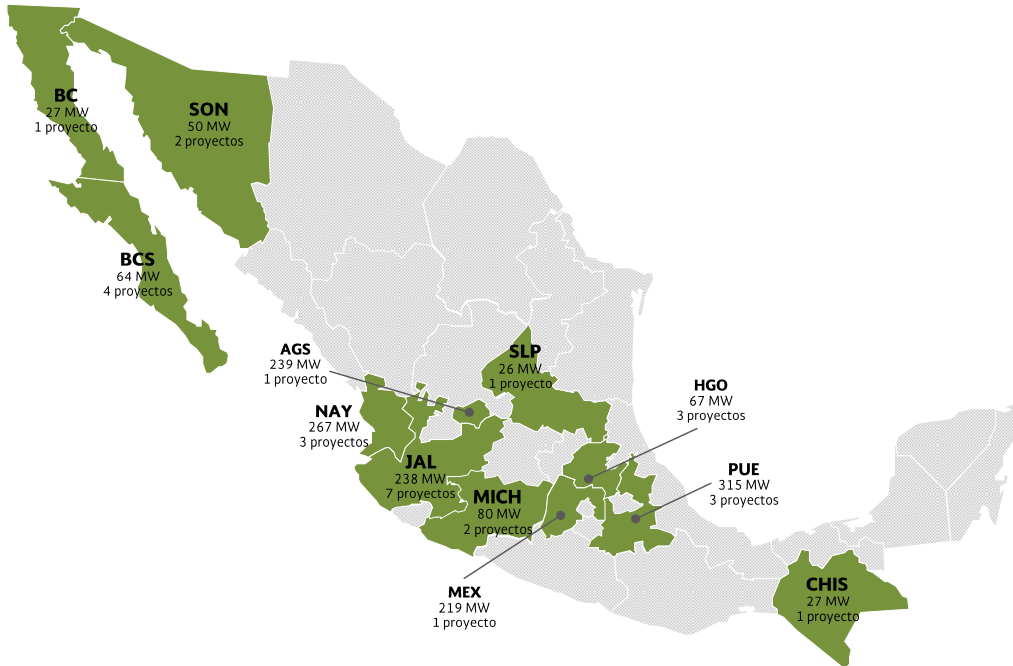 BC
27 MW
1 proyecto
SON
50 MW
2 proyectos
BCS
64 MW
4 proyectos
AGS
239 MW
1 proyecto
SLP
26 MW
1 proyecto
NAY
267 MW
3 proyectos
HGO
67 MW
3 proyectos
JAL
238 MW
7 proyectos
MICH
80 MW
2 proyectos
PUE
315 MW
3 proyectos
MEX
219 MW
1 proyecto
CHIS
27 MW
1 proyecto